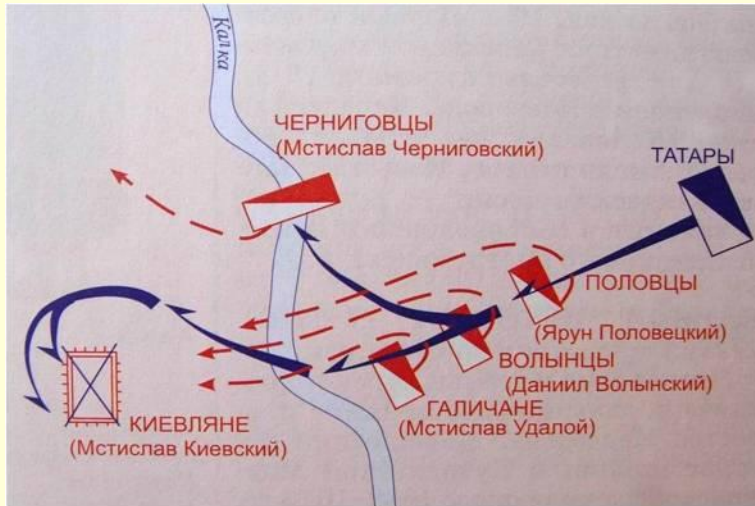 Калка
ЧЕРНИГОВЦЫ
(Мстислав Черниговский)
ТАТАРЫ
ПОЛОВЦЫ
(Ярун Половецкий)
ВОЛЫНЦЫ
(Даниил Волынский)
ГАЛИЧАНЕ
(Мстислав Удалой)
КИЕВЛЯНЕ
(Мстислав Киевский)